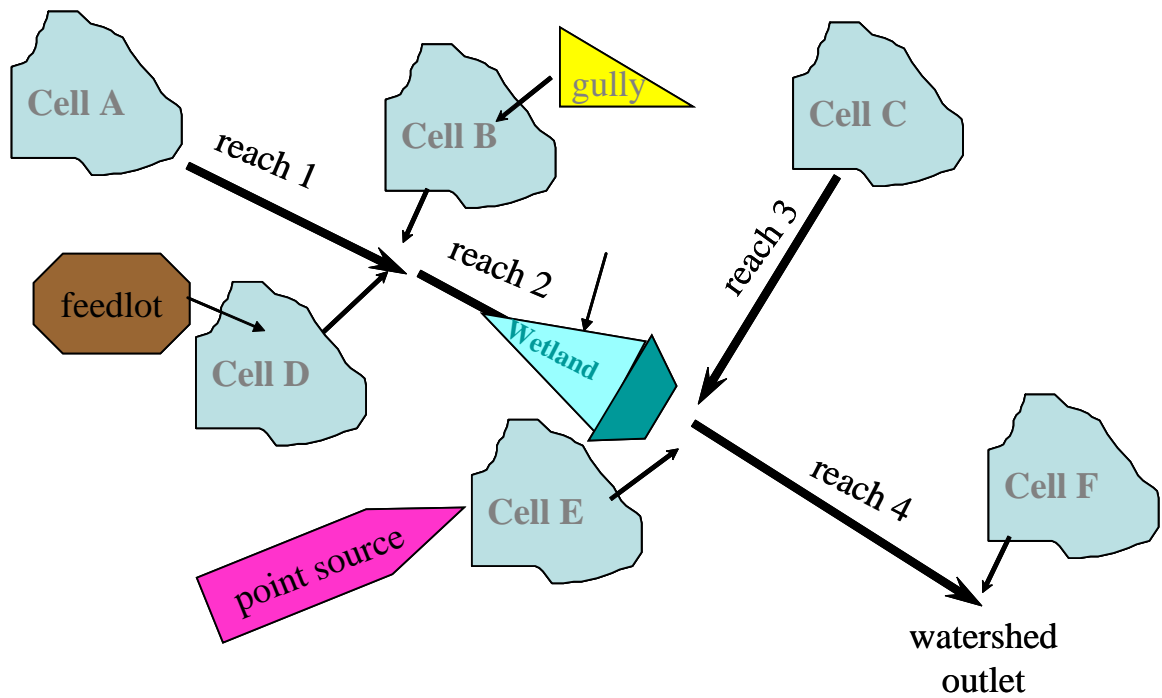 Cell A
reach 1
Cell B
gully
Cell C
reach 3
feedlot
Cell D
reach 2
Wetland
Cell E
point source
reach 4
Cell F
watershed
outlet